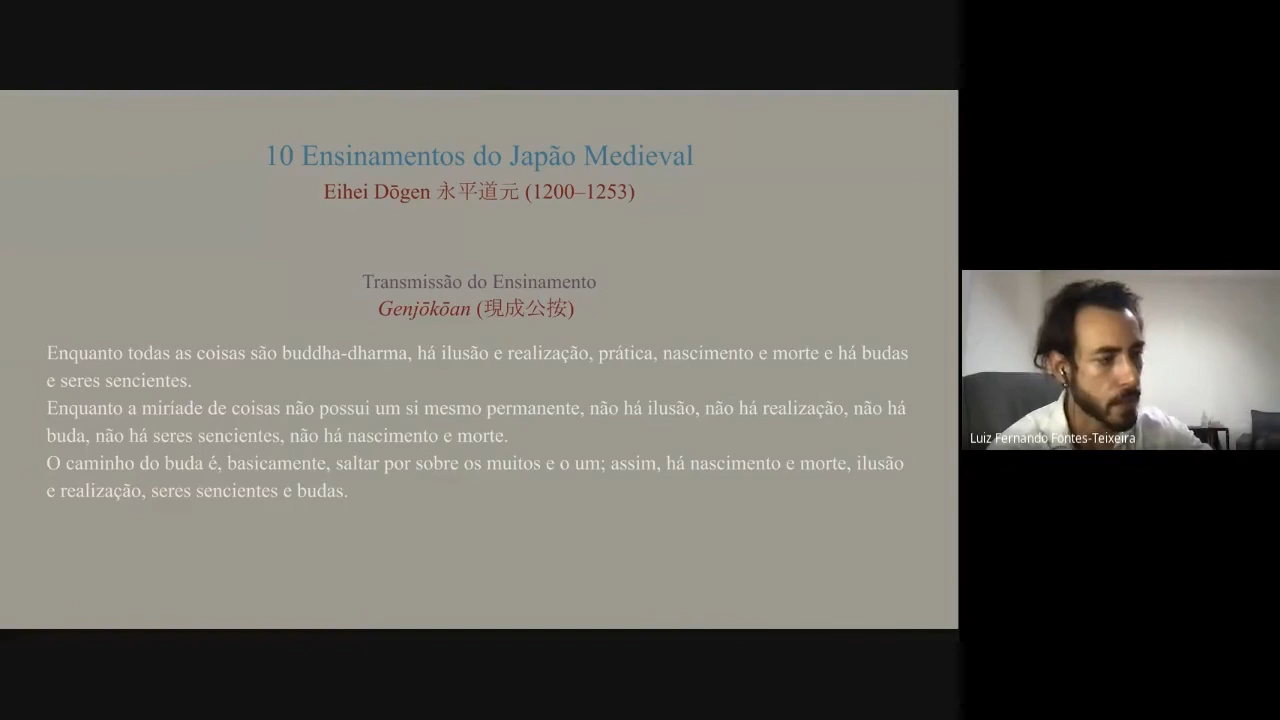 10 Ensinamentos do Japão Medieval
Eihei Dōgen 永平道元 (1200–1253)
Transmissão do Ensinamento
Genjōkōan (現成公按)
Enquanto todas as coisas são buddha-dharma, há ilusão e realização, prática, nascimento e morte e há budas
e seres sencientes.
Enquanto a miríade de coisas não possui um si mesmo permanente, não há ilusão, não há realização, não há
buda, não há seres sencientes, não há nascimento e morte.
O caminho do buda é, basicamente, saltar por sobre os muitos e o um; assim, há nascimento e morte, ilusão
e realização, seres sencientes e budas.
Luiz Fernando Fontes-Teixeira